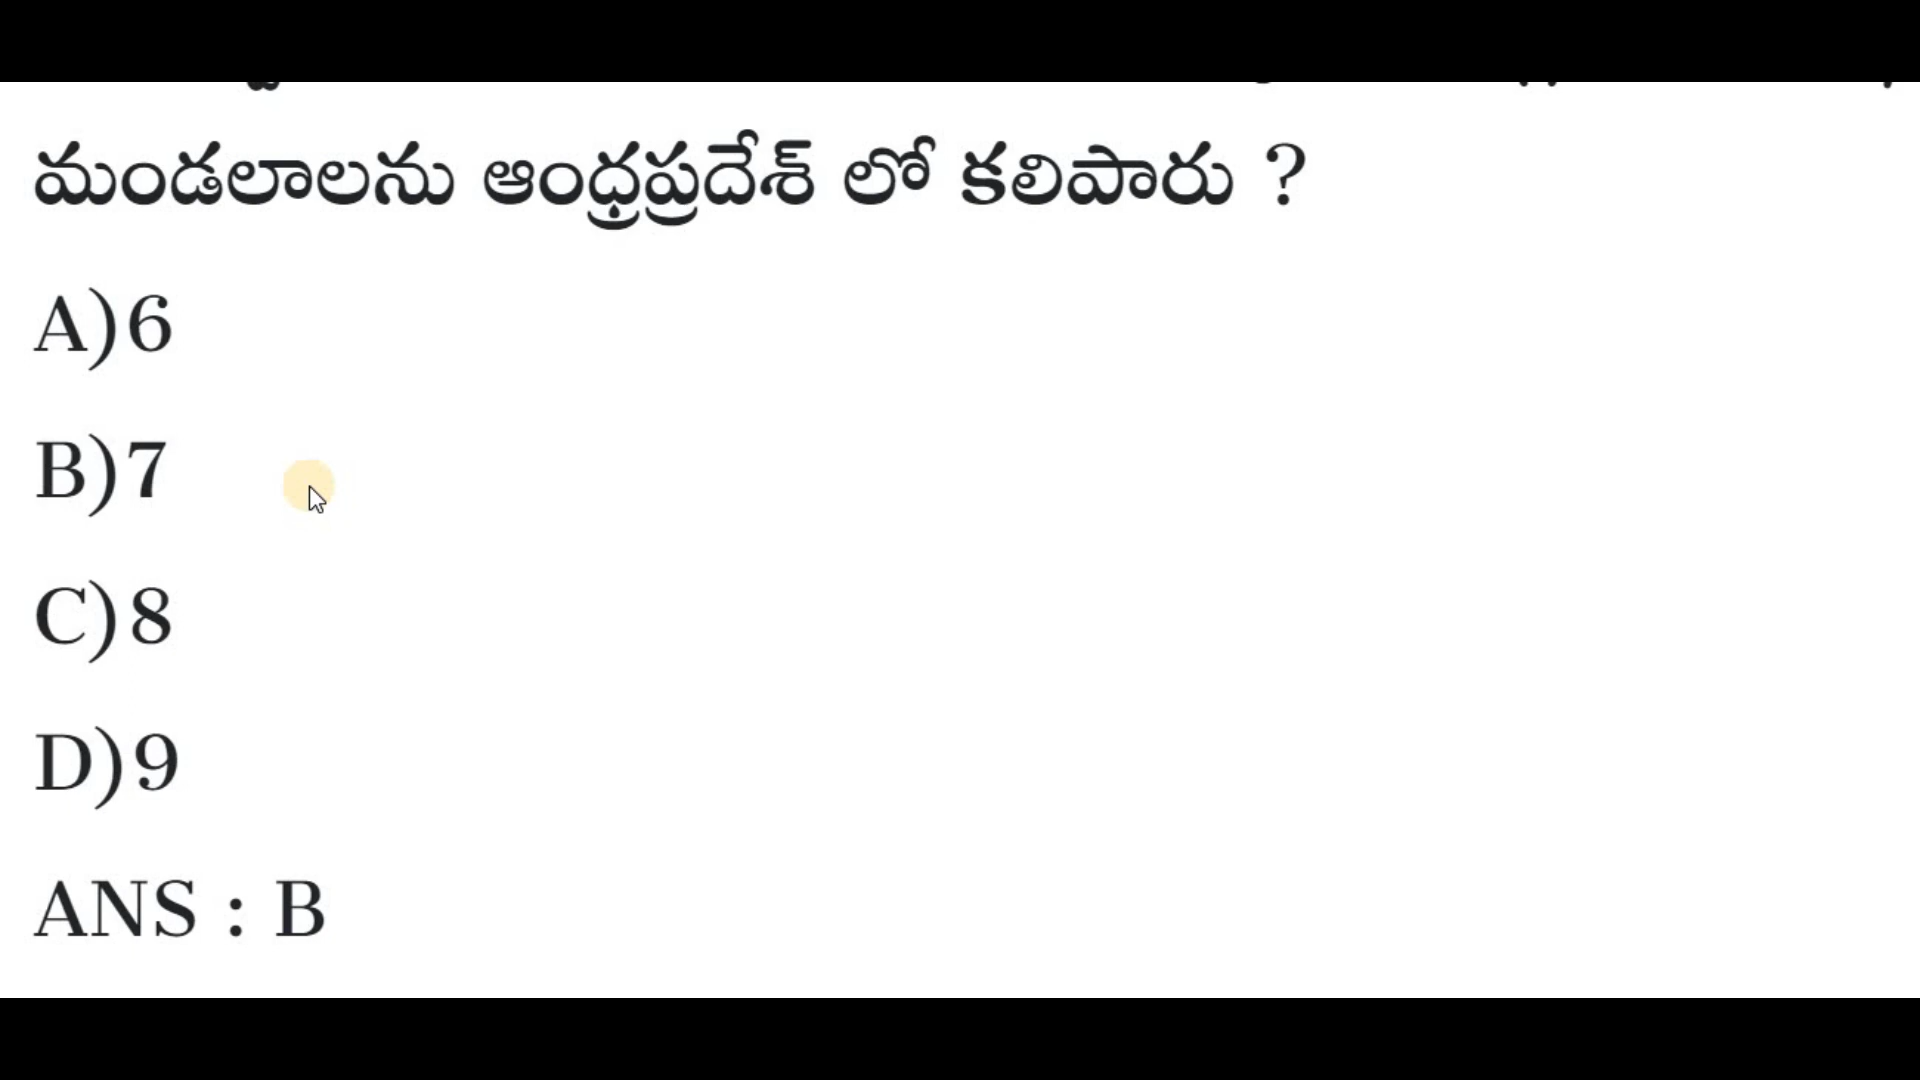 మండలాలను ఆంధ్రప్రదేశ్ లో కలిపారు ?
A)6
B)7
C)8
D)9
ANS : B